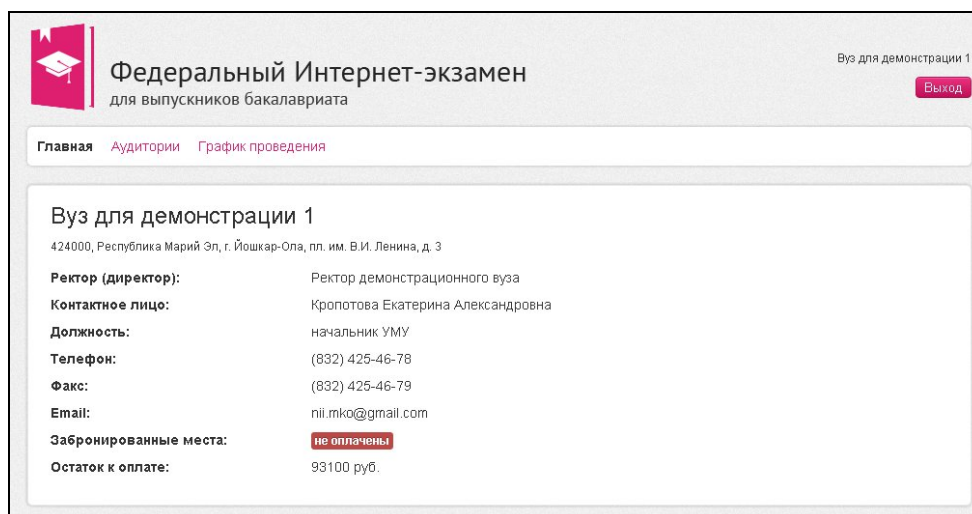 Федеральный Интернет-экзамен
для выпускников бакалавриата
Вуз для демонстрации 1
Выход
Главная Аудитории График проведения
Вуз для демонстрации 1
424000, Республика Марий Эл, г. Йошкар-Ола, пл. им. В.И. Ленина, д. 3
Ректор (директор): Ректор демонстрационного вуза
Контактное лицо: Кропотова Екатерина Александровна
Должность: начальник УМУ
Телефон: (832) 425-46-78
Факс: (832) 425-46-79
Email: nii.mko@gmail.com
Забронированные места: не оплачены
Остаток к оплате: 93100 руб.